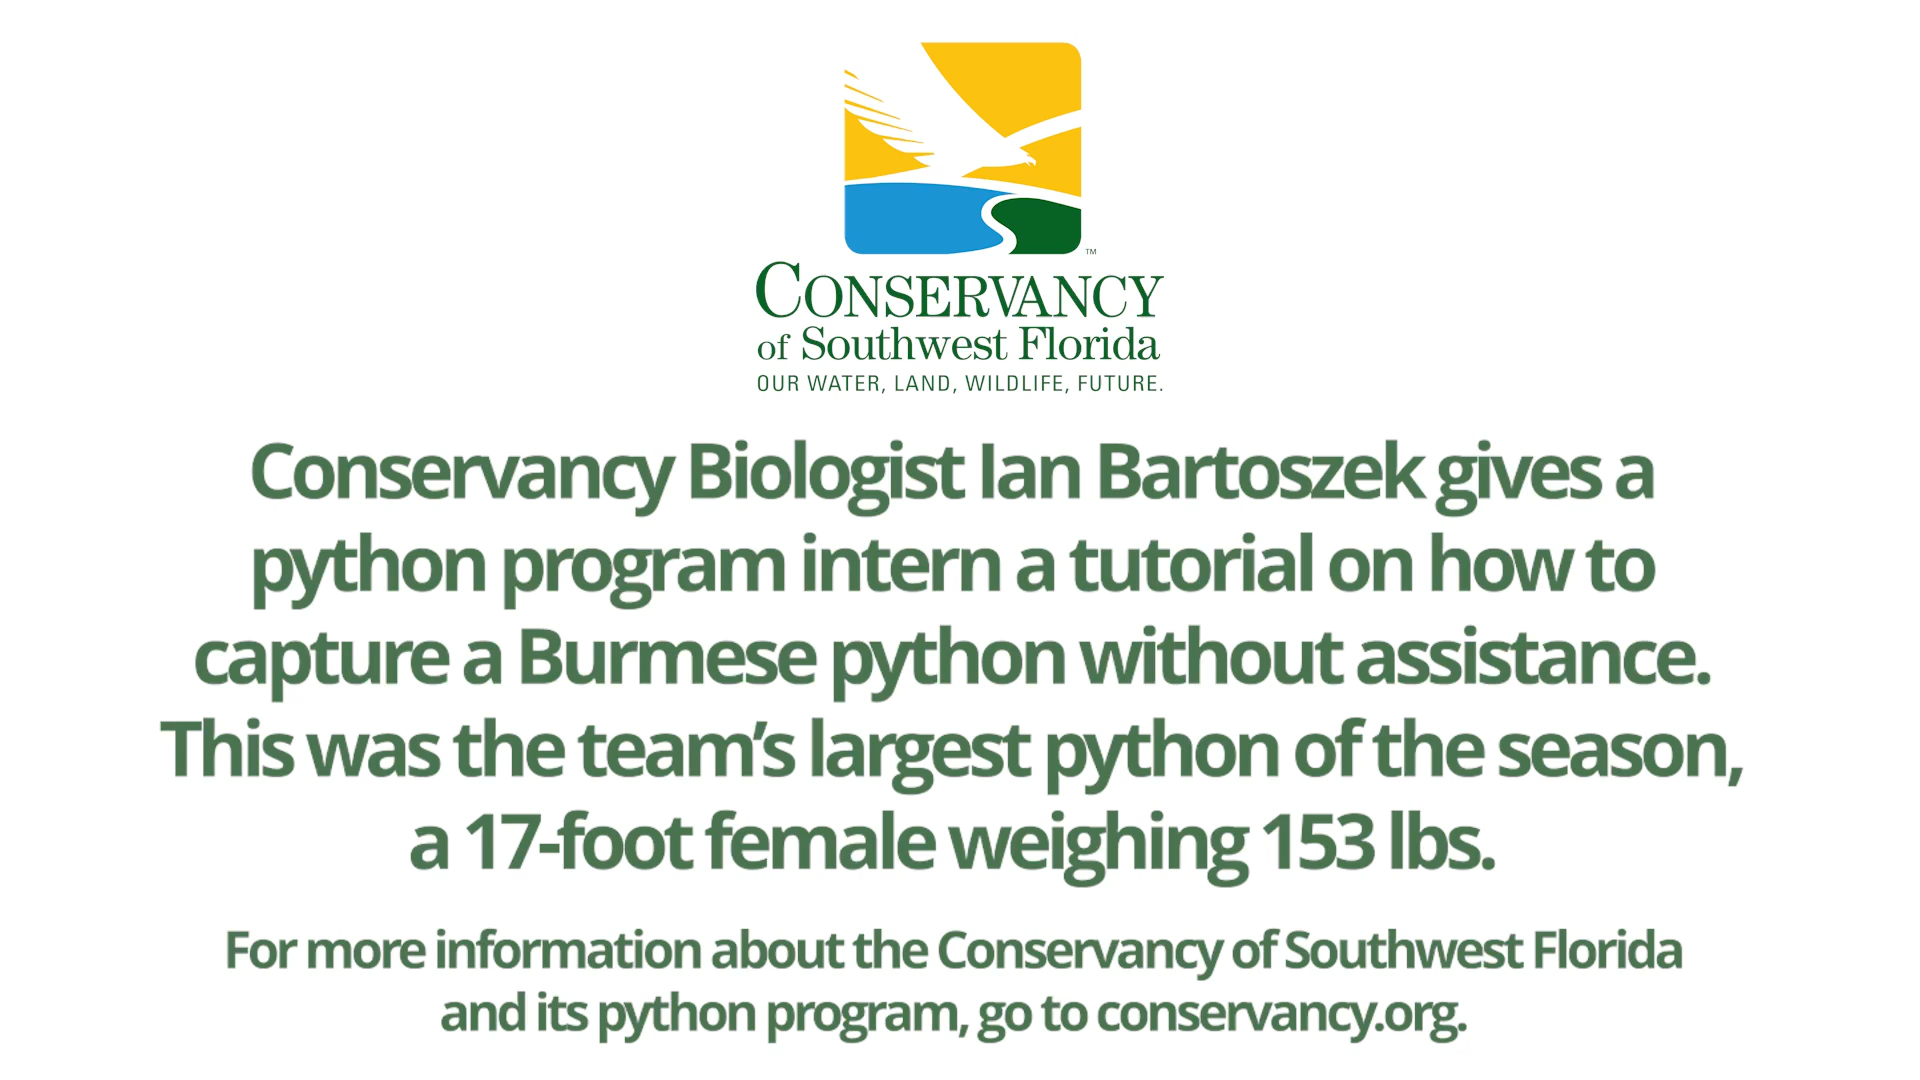 TM
CONSERVANCY
of Southwest Florida
OUR WATER, LAND, WILDLIFE, FUTURE.
Conservancy Biologist Ian Bartoszek gives a
python program intern a tutorial on how to
capture a Burmese python without assistance.
This was the team’s largest python of the season,
a 17-foot female weighing 153 lbs.
For more information about the Conservancy of Southwest Florida
and its python program, go to conservancy.org.